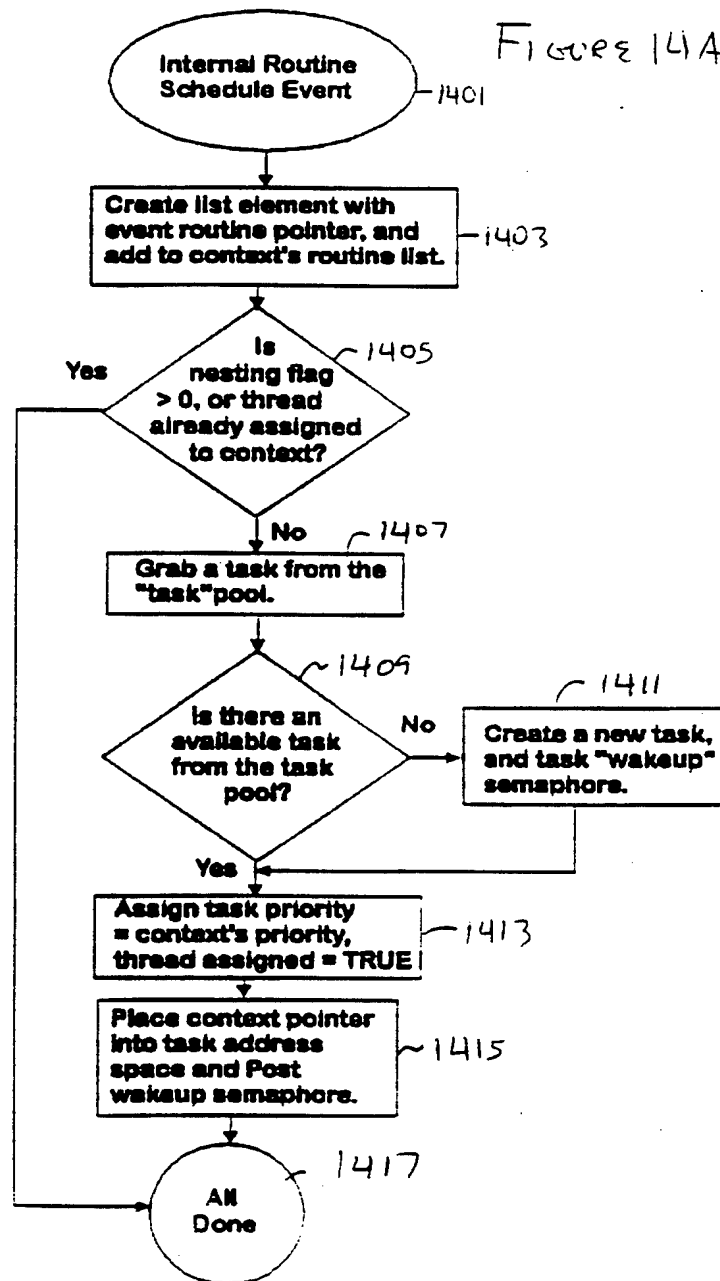 FIGURE 14A
Internal Routine
Schedule Event
1401
Create list element with
event routine pointer, and
add to context's routine list.
1403
Is
nesting flag
> 0, or thread
already assigned
to context?
1405
Yes
No
1407
Grab a task from the
"task"pool.
1409
Is there an
available task
from the task
pool?
No
1411
Create a new task,
and task "wakeup"
semaphore.
Yes
Assign task priority
= context's priority,
thread assigned = TRUE
1413
Place context pointer
into task address
space and Post
wakeup semaphore.
1415
1417
All
Done